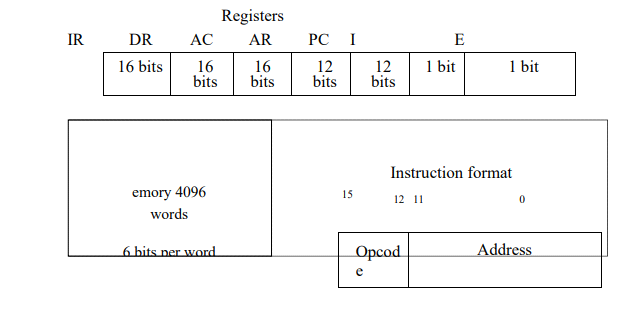 Registers
IR DR AC AR PC I E
16 bits 16 bits 16 bits 12 bits 12 bits 1 bit 1 bit
Instruction format
15 12 11 0
emory 4096
words
6 bits per word
Opcod
e
Address